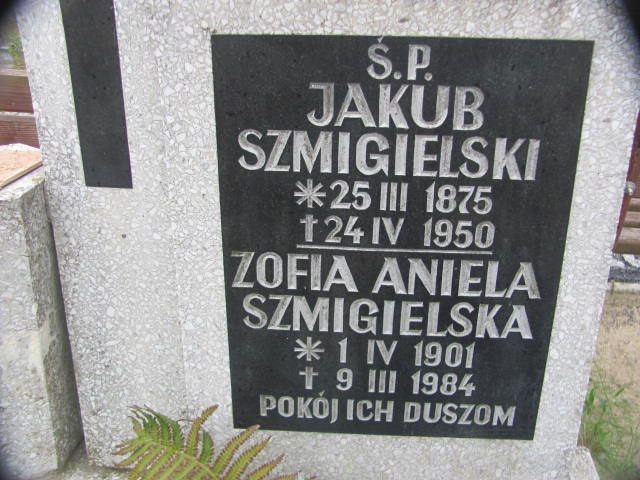 Ś.P.
JAKUB
SZMIGIELSKI
* 25 III 1875
† 24 IV 1950
ZOFIA ANIELA
SZMIGIELSKA
* 1 IV 1901
† 9 III 1984
POKÓJ ICH DUSZOM